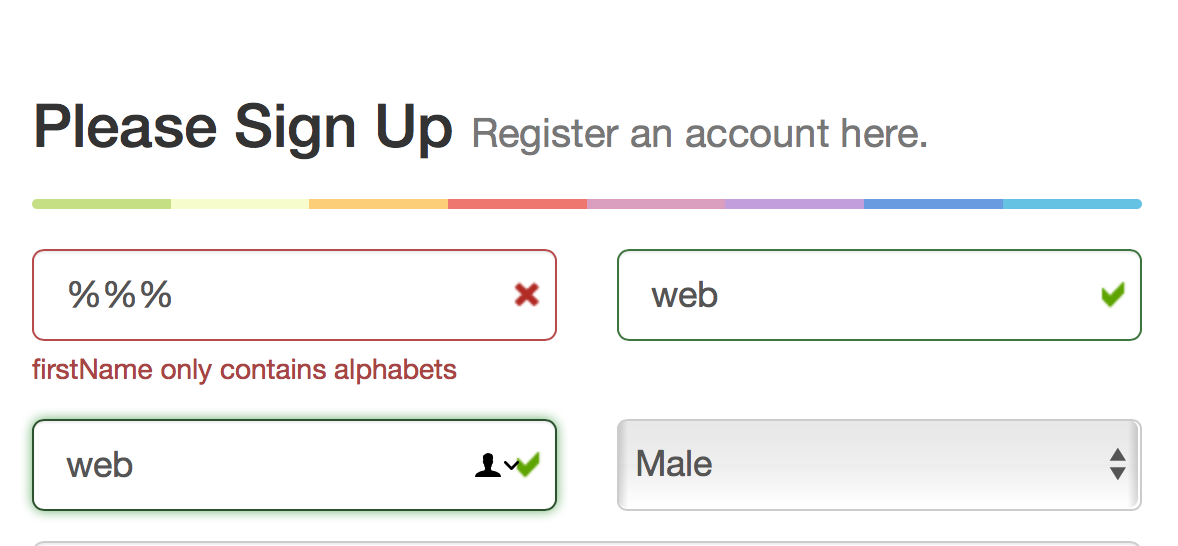 Please Sign Up Register an account here.
%%% web
firstName only contains alphabets
web Male